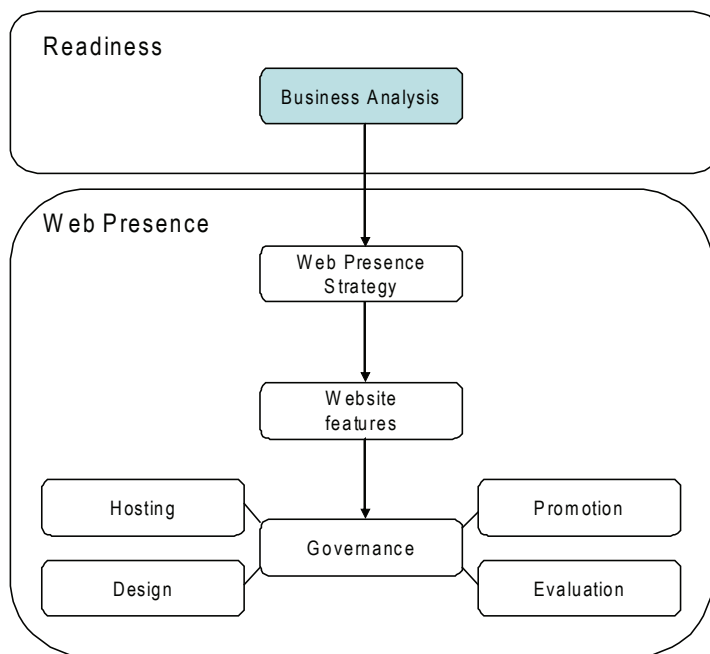 Readiness
Business Analysis
Web Presence
Web Presence
Strategy
Website
features
Hosting
Promotion
Governance
Design
Evaluation